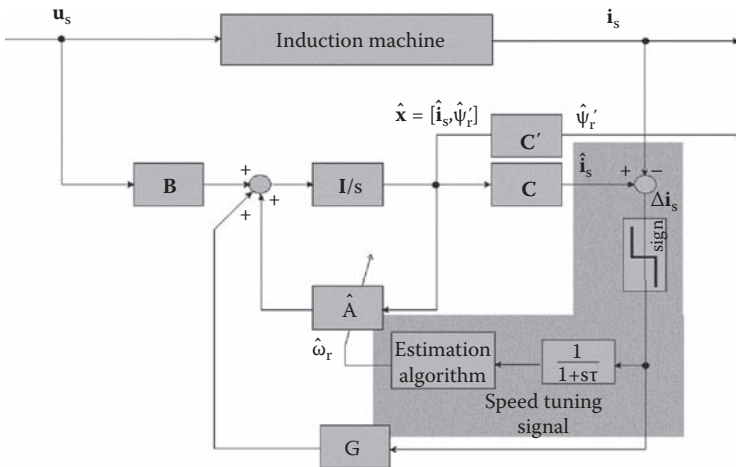 u_s
i_s
Induction machine
x̂ = [î_s,ψ̂_r′]
ψ̂_r′
C′
B
+
+
+
I/s
C
î_s
+
−
Δi_s
sign
Â
ω̂_r
Estimation
algorithm
1
1+sτ
Speed tuning
signal
G